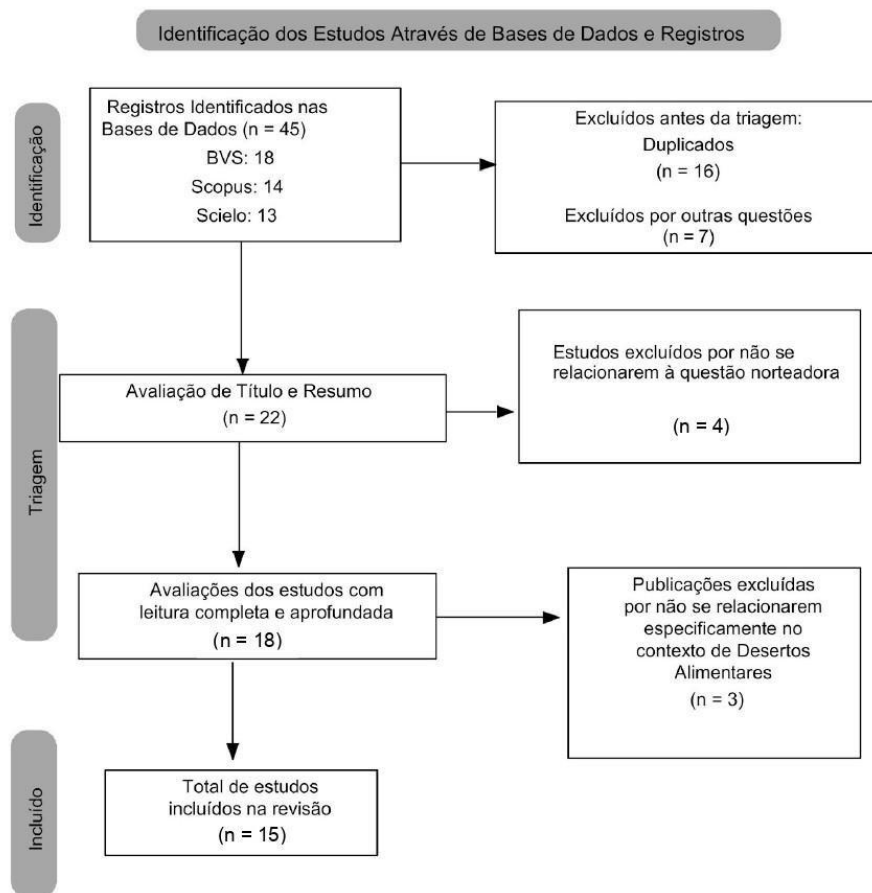 Identificação dos Estudos Através de Bases de Dados e Registros
Identificação
Registros Identificados nas
Bases de Dados (n = 45)
BVS: 18
Scopus: 14
Scielo: 13
Excluídos antes da triagem:
Duplicados
(n = 16)
Excluídos por outras questões
(n = 7)
Triagem
Avaliação de Título e Resumo
(n = 22)
Estudos excluídos por não se
relacionarem à questão norteadora
(n = 4)
Avaliações dos estudos com
leitura completa e aprofundada
(n = 18)
Publicações excluídas
por não se relacionarem
especificamente no
contexto de Desertos
Alimentares
(n = 3)
Incluído
Total de estudos
incluídos na revisão
(n = 15)